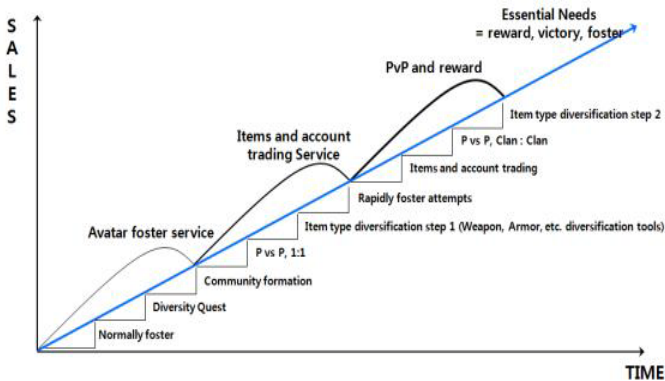 SALES
Essential Needs
= reward, victory, foster
PvP and reward
Item type diversification step 2
Items and account
trading Service
P vs P, Clan : Clan
Items and account trading
Rapidly foster attempts
Avatar foster service
Item type diversification step 1 (Weapon, Armor, etc. diversification tools)
P vs P, 1:1
Community formation
Diversity Quest
Normally foster
TIME